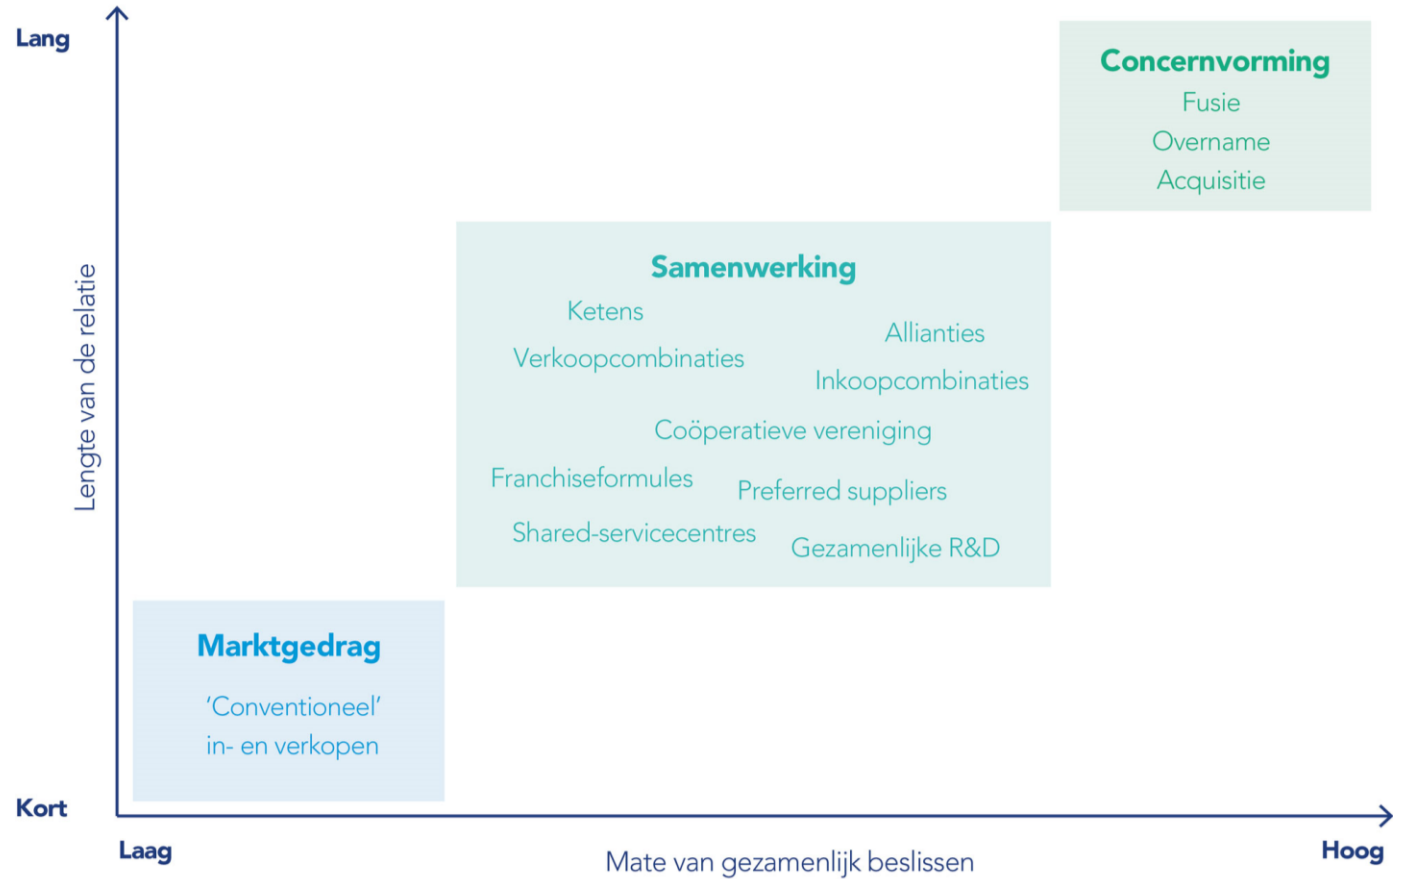 Lang
Concernvorming
Fusie
Overname
Acquisitie
Lengte van de relatie
Samenwerking
Ketens
Allianties
Verkoopcombinaties
Inkoopcombinaties
Coöperatieve vereniging
Franchiseformules
Preferred suppliers
Shared-servicecentres
Gezamenlijke R&D
Marktgedrag
‘Conventioneel’
in- en verkopen
Kort
Laag
Mate van gezamenlijk beslissen
Hoog